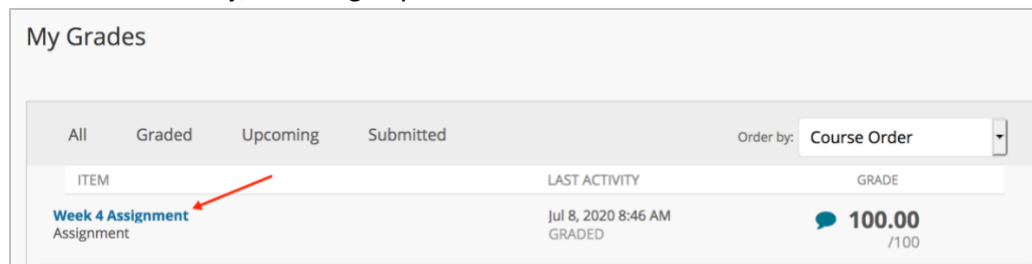 My Grades
All Graded Upcoming Submitted Order by: Course Order
ITEM LAST ACTIVITY GRADE
Week 4 Assignment Jul 8, 2020 8:46 AM 100.00
Assignment GRADED /100